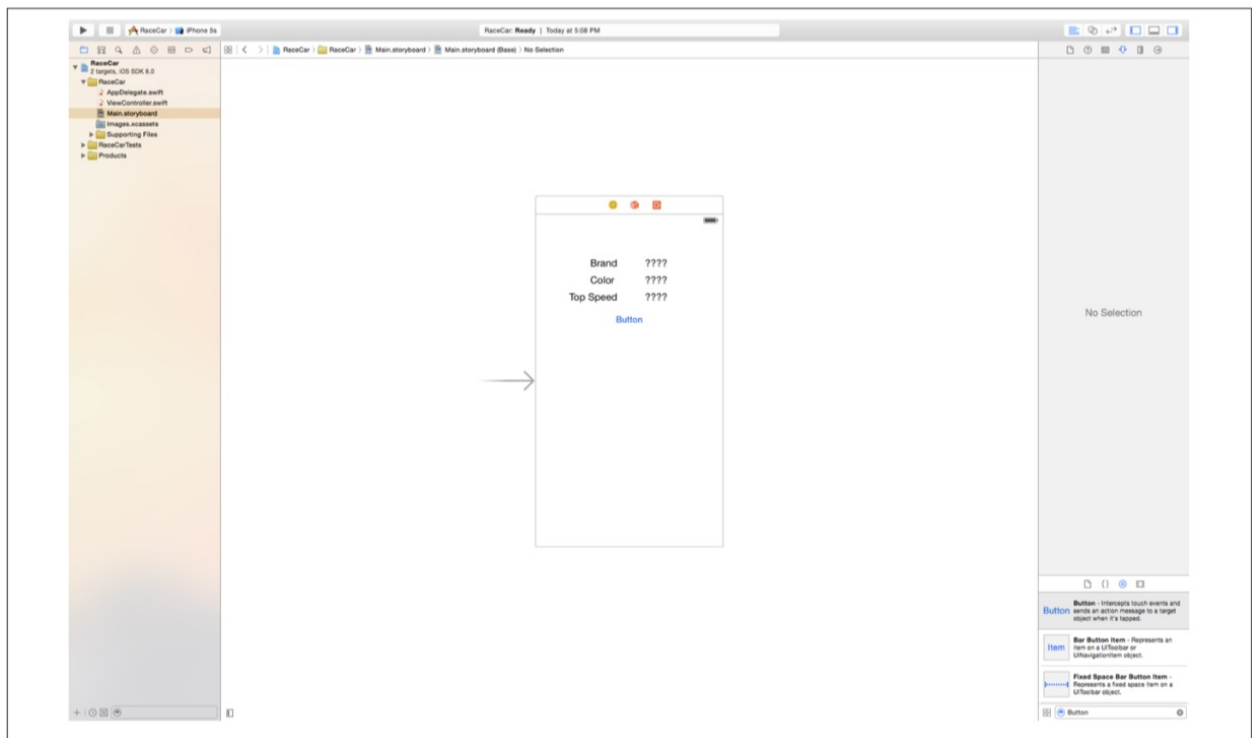 RaceCar › iPhone 5s
RaceCar: Ready | Today at 5:08 PM
RaceCar › RaceCar › Main.storyboard › Main.storyboard (Base) › No Selection
RaceCar
2 targets, iOS SDK 8.0
RaceCar
AppDelegate.swift
ViewController.swift
Main.storyboard
Images.xcassets
Supporting Files
RaceCarTests
Products
Brand ????
Color ????
Top Speed ????
Button
No Selection
Button
Button - Intercepts touch events and
sends an action message to a target
object when it's tapped.
Item
Bar Button Item - Represents an
item on a UIToolbar or
UINavigationItem object.
Fixed Space Bar Button Item -
Represents a fixed space item on a
UIToolbar object.
Button